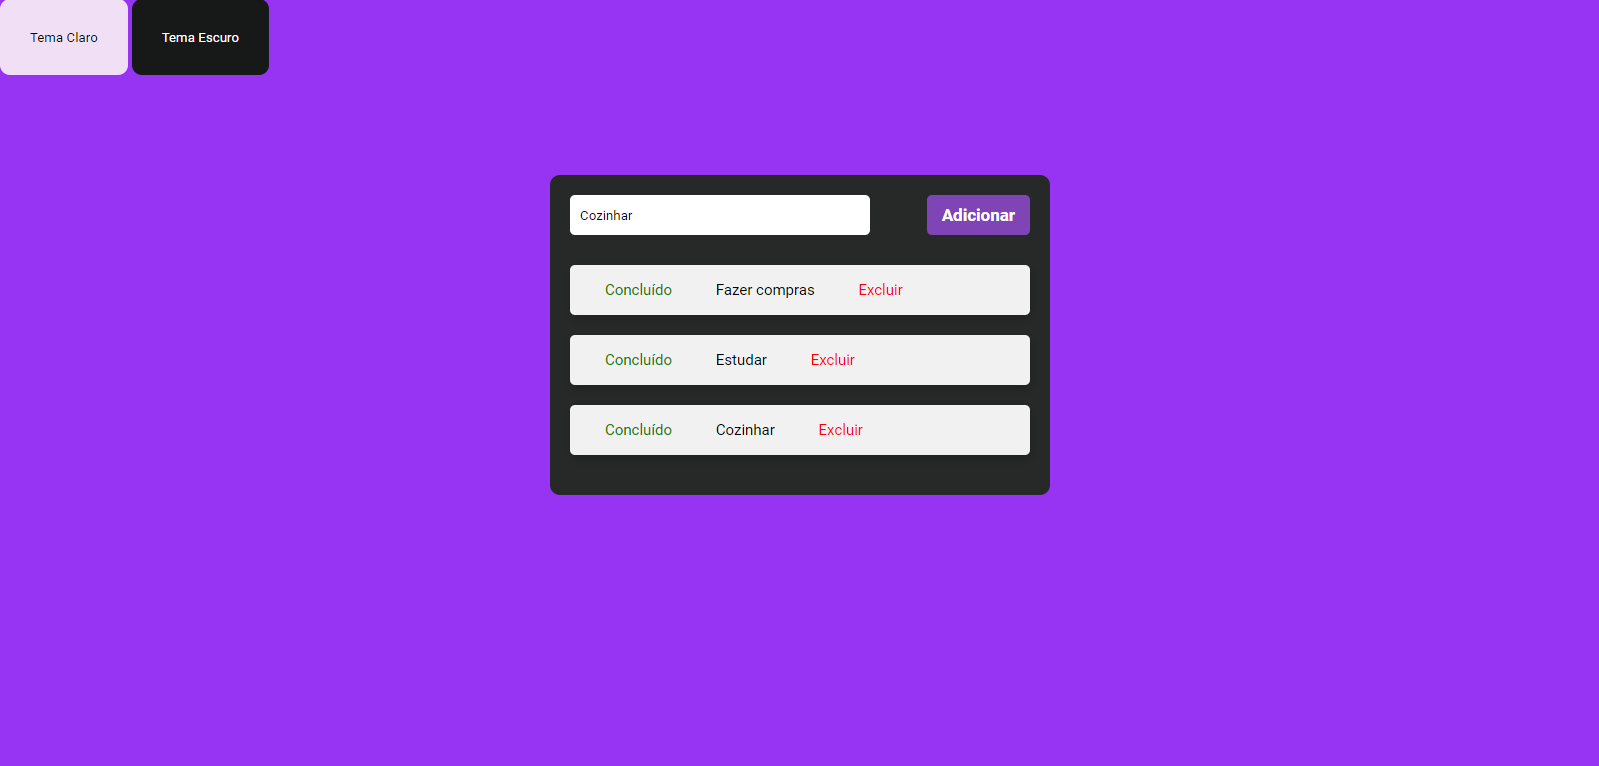 Tema Claro Tema Escuro
Cozinhar Adicionar
Concluído Fazer compras Excluir
Concluído Estudar Excluir
Concluído Cozinhar Excluir